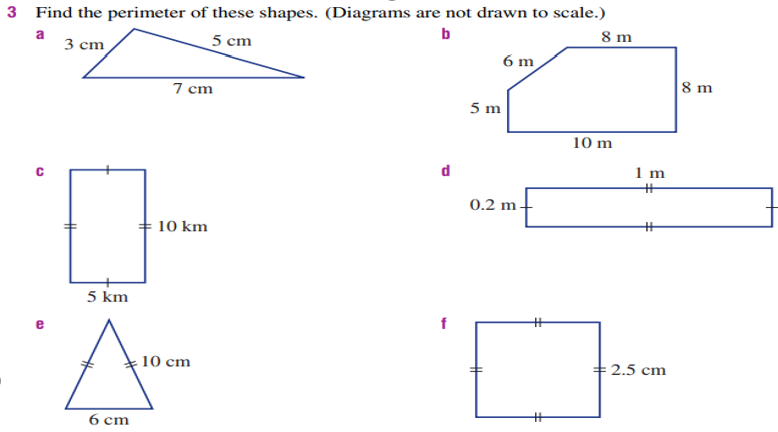 3 Find the perimeter of these shapes. (Diagrams are not drawn to scale.)
a
3 cm
5 cm
7 cm
b
8 m
6 m
8 m
5 m
10 m
c
10 km
5 km
d
1 m
0.2 m
e
10 cm
6 cm
f
2.5 cm